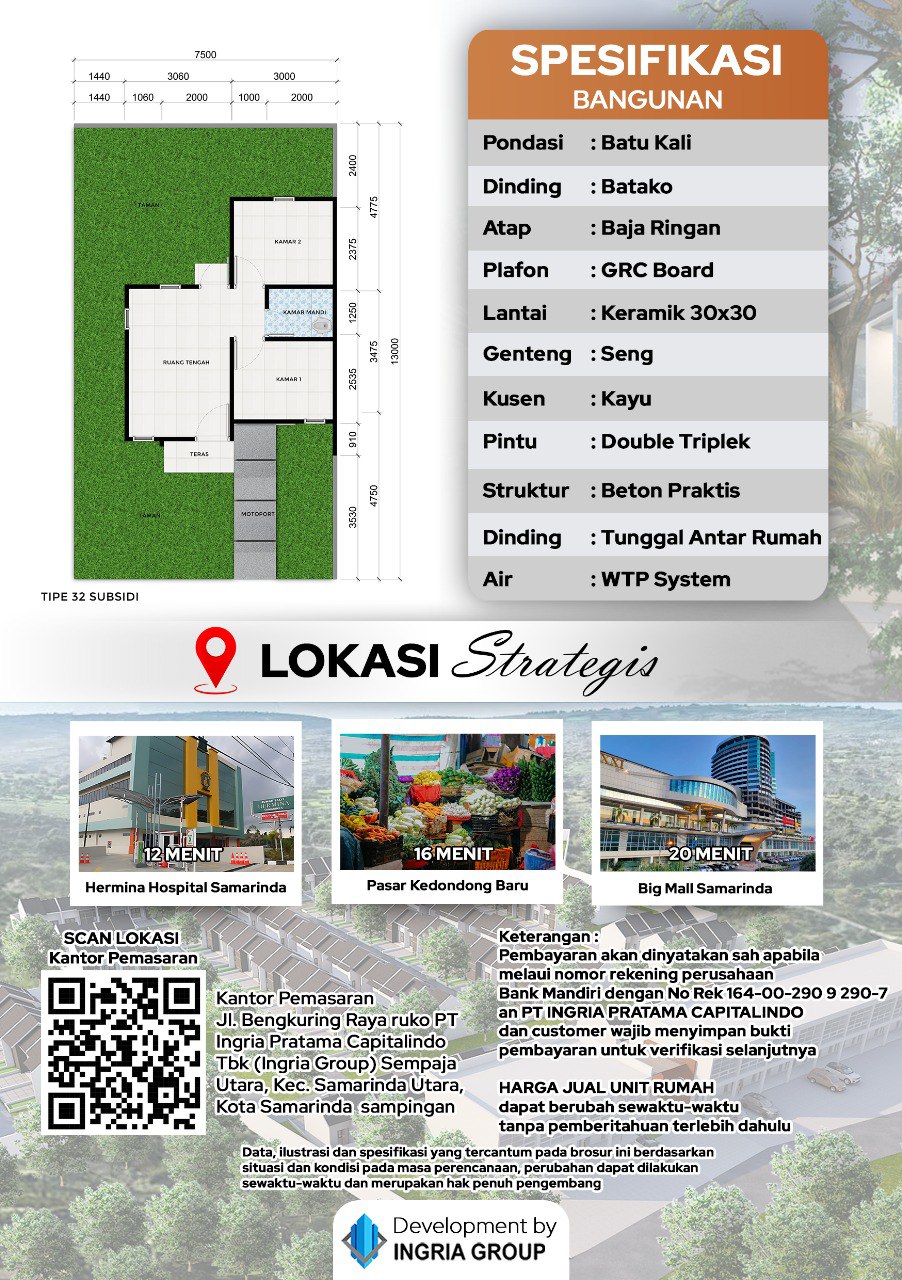 7500
1440 3060 3000
1440 1060 2000 1000 2000
TAMAN
KAMAR 2
KAMAR MANDI
RUANG TENGAH
KAMAR 1
TERAS
TAMAN
MOTOPORT
2400
2375
1250
2535
910
3530
4775
3475
4750
13000
TIPE 32 SUBSIDI
SPESIFIKASI
BANGUNAN
Pondasi : Batu Kali
Dinding : Batako
Atap : Baja Ringan
Plafon : GRC Board
Lantai : Keramik 30x30
Genteng : Seng
Kusen : Kayu
Pintu : Double Triplek
Struktur : Beton Praktis
Dinding : Tunggal Antar Rumah
Air : WTP System
LOKASI Strategis
HERMINA
12 MENIT
Hermina Hospital Samarinda
16 MENIT
Pasar Kedondong Baru
20 MENIT
Big Mall Samarinda
SCAN LOKASI
Kantor Pemasaran
Kantor Pemasaran
Jl. Bengkuring Raya ruko PT
Ingria Pratama Capitalindo
Tbk (Ingria Group) Sempaja
Utara, Kec. Samarinda Utara,
Kota Samarinda sampingan
Keterangan :
Pembayaran akan dinyatakan sah apabila
melaui nomor rekening perusahaan
Bank Mandiri dengan No Rek 164-00-290 9 290-7
an PT INGRIA PRATAMA CAPITALINDO
dan customer wajib menyimpan bukti
pembayaran untuk verifikasi selanjutnya
HARGA JUAL UNIT RUMAH
dapat berubah sewaktu-waktu
tanpa pemberitahuan terlebih dahulu
Data, ilustrasi dan spesifikasi yang tercantum pada brosur ini berdasarkan
situasi dan kondisi pada masa perencanaan, perubahan dapat dilakukan
sewaktu-waktu dan merupakan hak penuh pengembang
Development by
INGRIA GROUP